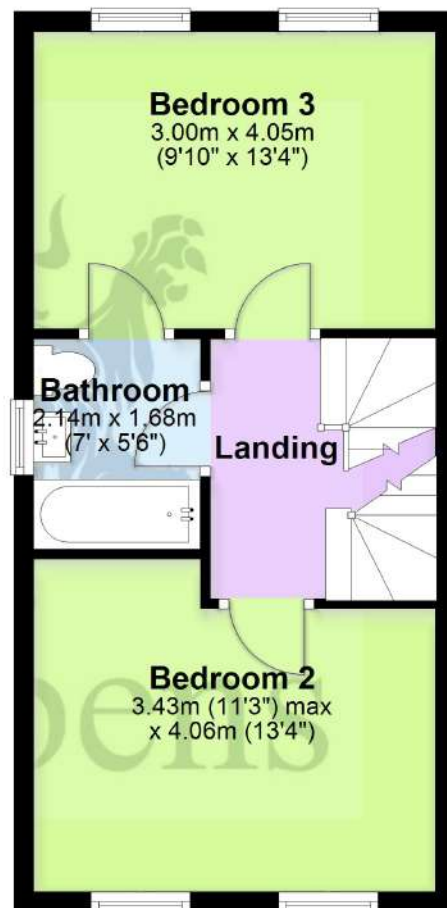 Bedroom 3
3.00m x 4.05m
(9'10" x 13'4")
Bathroom
2.14m x 1.68m
(7' x 5'6")
Landing
Bedroom 2
3.43m (11'3") max
x 4.06m (13'4")